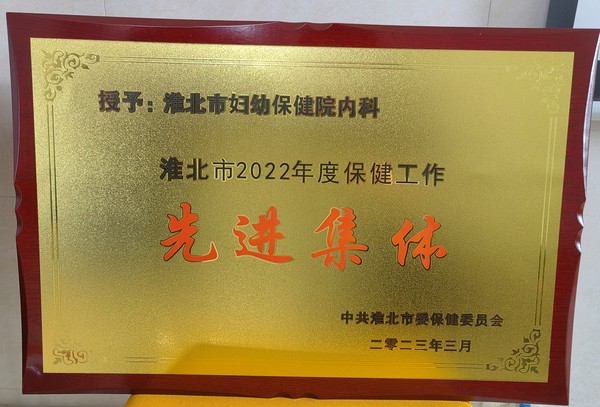 授予：淮北市妇幼保健院内科
淮北市2022年度保健工作
先进集体
中共淮北市委保健委员会
二零二三年三月